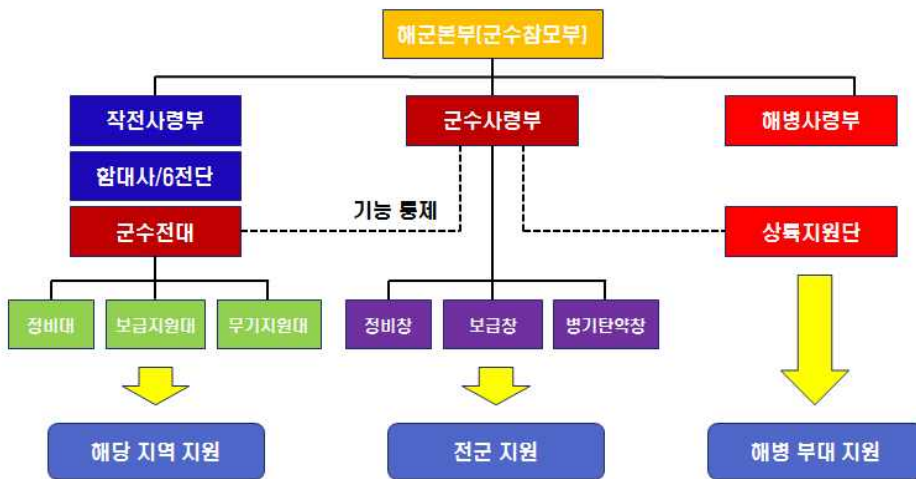 해군본부[군수참모부]
작전사령부
군수사령부
해병사령부
함대사/6전단
기능 통제
군수전대
상륙지원단
정비대
보급지원대
무기지원대
정비창
보급창
병기탄약창
해당 지역 지원
전군 지원
해병 부대 지원